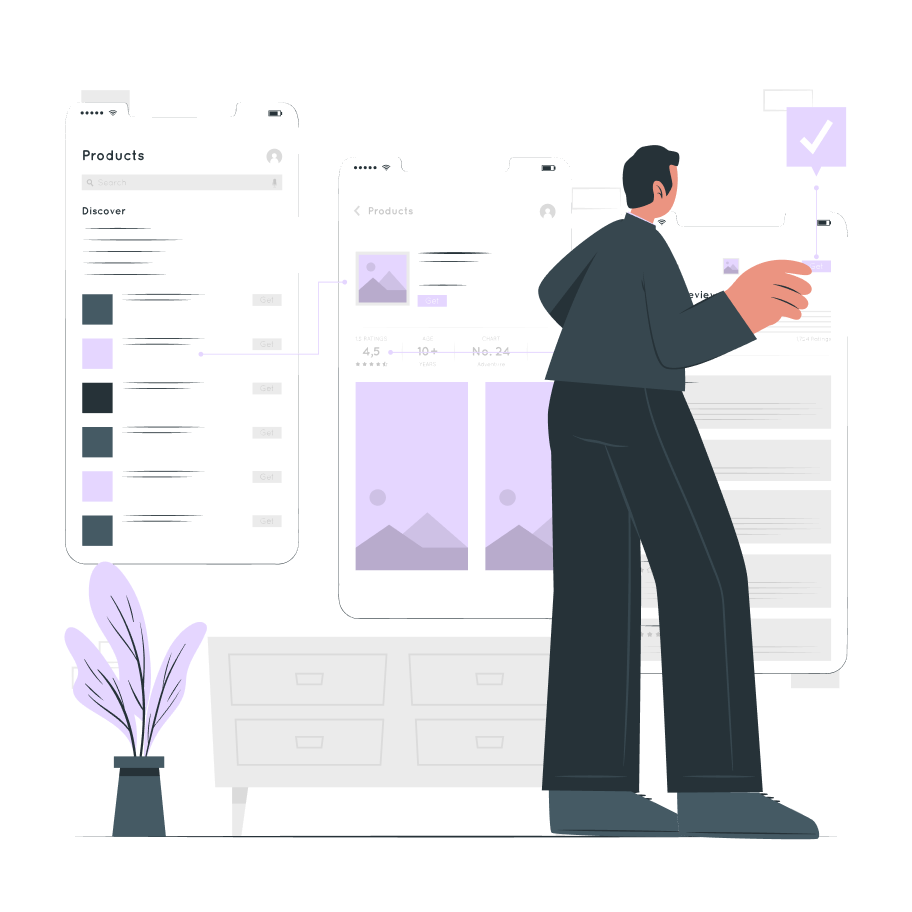 Products
Search
Discover
Get
Get
Get
Get
Get
Get
Products
Get
12 RATINGS
AGE
CHART
4,5
10+
No. 24
YEARS
Get
eview